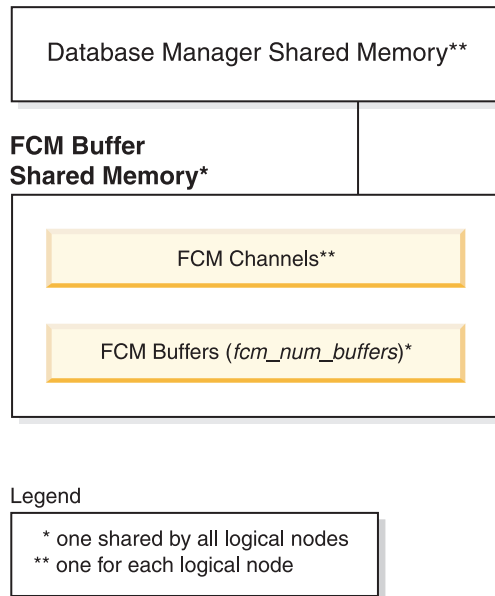 Database Manager Shared Memory**
FCM Buffer
Shared Memory*
FCM Channels**
FCM Buffers (fcm_num_buffers)*
Legend
* one shared by all logical nodes
** one for each logical node